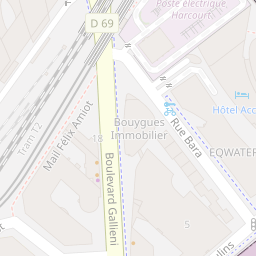 Poste électrique
Harcourt
D 69
Hôtel Acc
Bouygues
Immobilier
Rue Bara
EQWATER
Tram T2
Mail Félix Amiot
18
Boulevard Gallieni
5
ulins